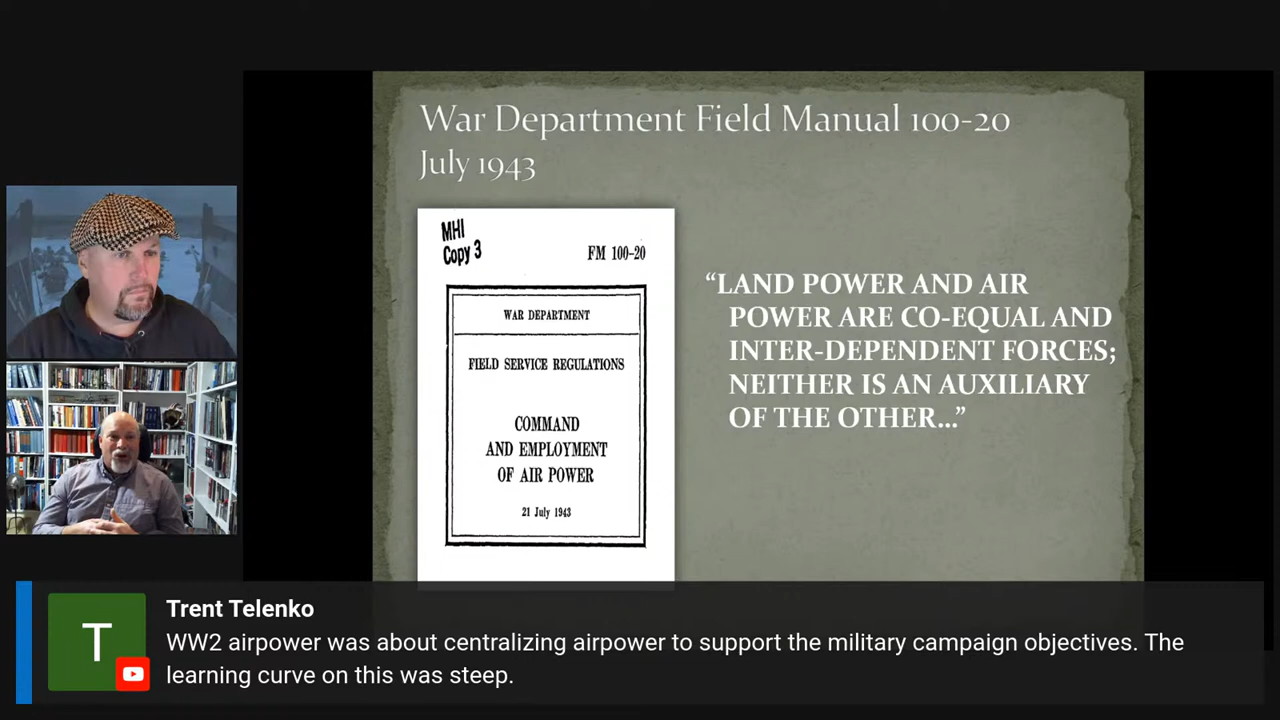 War Department Field Manual 100-20
July 1943
MHI
Copy 3
FM 100-20
WAR DEPARTMENT
FIELD SERVICE REGULATIONS
COMMAND
AND EMPLOYMENT
OF AIR POWER
21 July 1943
“LAND POWER AND AIR
POWER ARE CO-EQUAL AND
INTER-DEPENDENT FORCES;
NEITHER IS AN AUXILIARY
OF THE OTHER…”
T
Trent Telenko
WW2 airpower was about centralizing airpower to support the military campaign objectives. The
learning curve on this was steep.